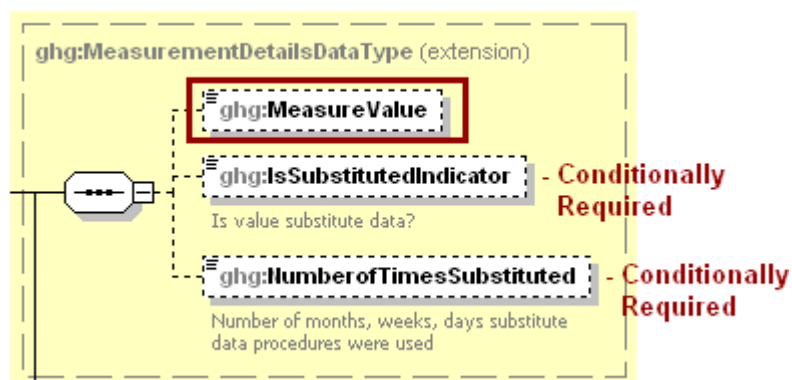 ghg:MeasurementDetailsDataType (extension)
ghg:MeasureValue
ghg:IsSubstitutedIndicator - Conditionally
Required
Is value substitute data?
ghg:NumberofTimesSubstituted - Conditionally
Required
Number of months, weeks, days substitute
data procedures were used